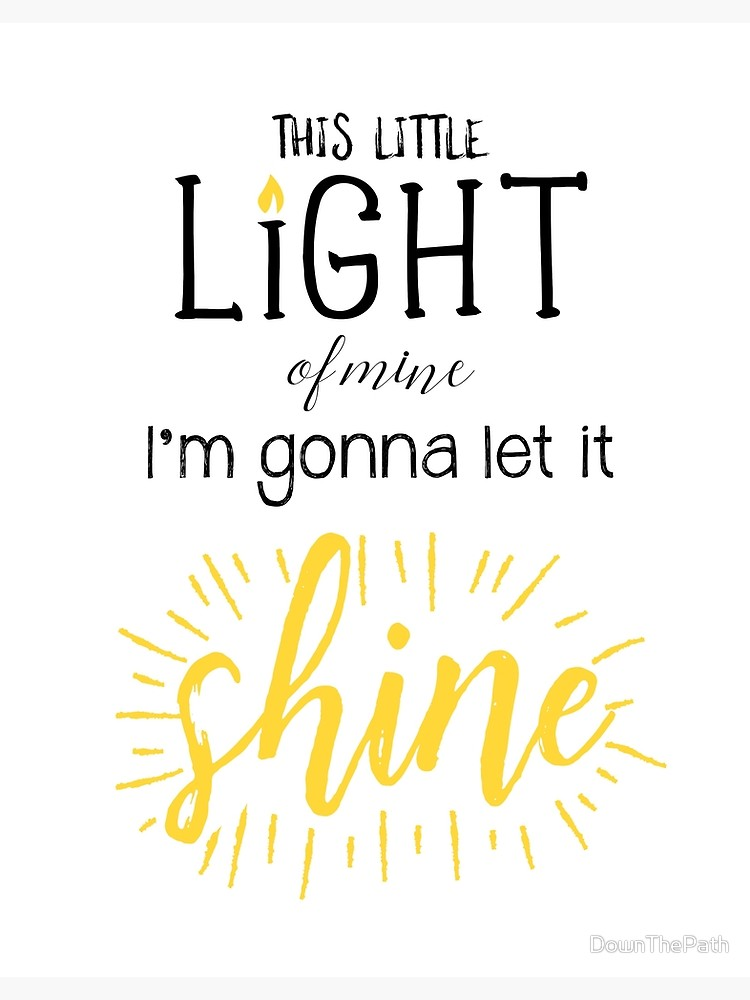 THIS LITTLE
LiGHT
of mine
I'm gonna let it
shine
DownThePath